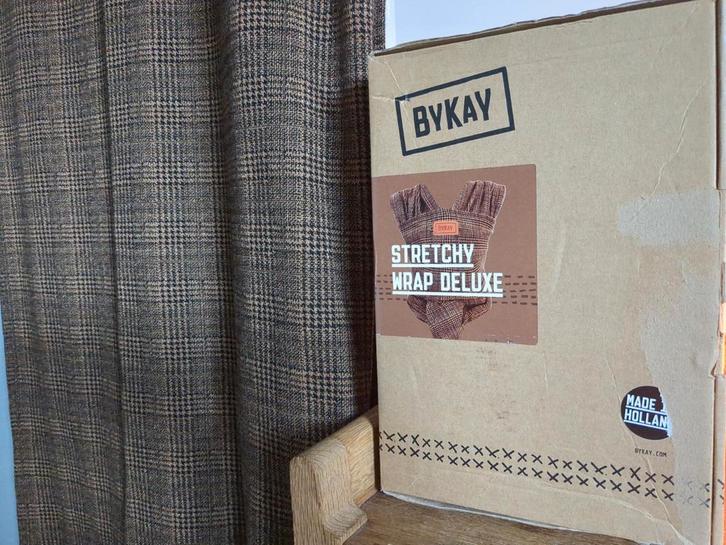 BYKAY
BYKAY
STRETCHY
WRAP DELUXE
MADE
HOLLAN
BYKAY.COM